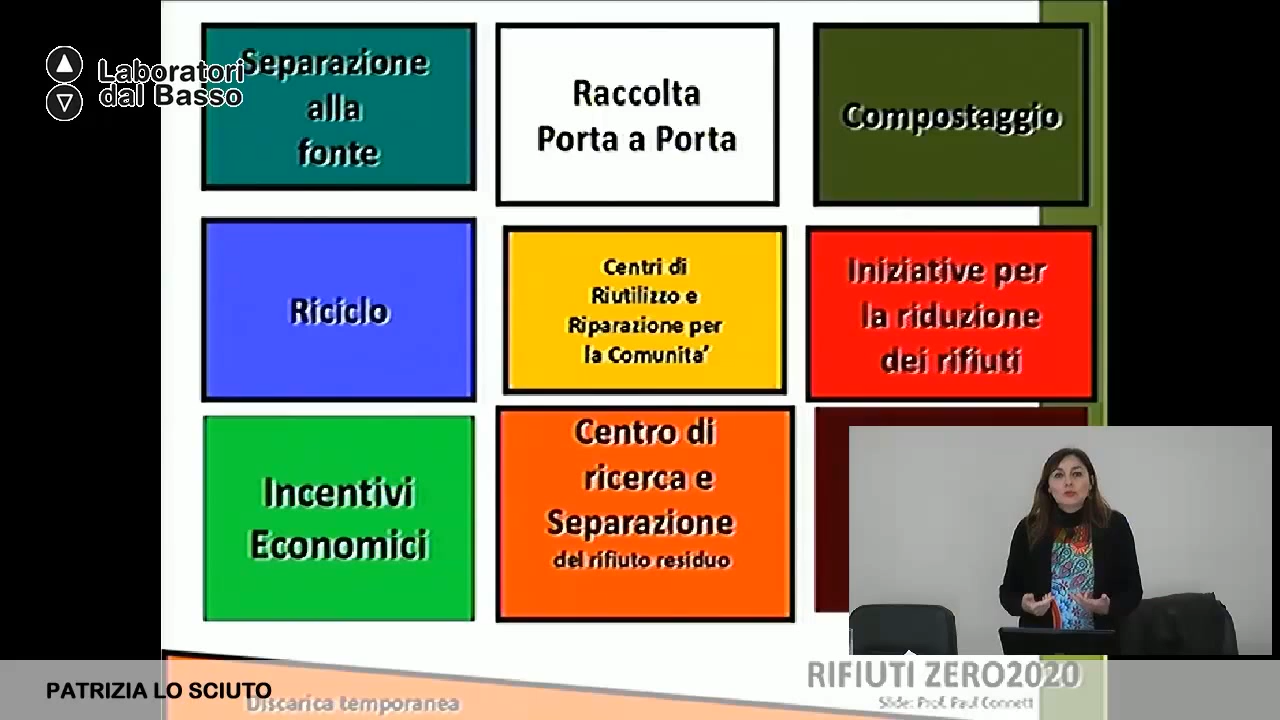 Laboratori
dal Basso
Separazione
alla
fonte
Raccolta
Porta a Porta
Compostaggio
Riciclo
Centri di
Riutilizzo e
Riparazione per
la Comunita’
Iniziative per
la riduzione
dei rifiuti
Incentivi
Economici
Centro di
ricerca e
Separazione
del rifiuto residuo
RIFIUTI ZERO2020
Slide: Prof. Paul Connett
PATRIZIA LO SCIUTO
Discarica temporanea